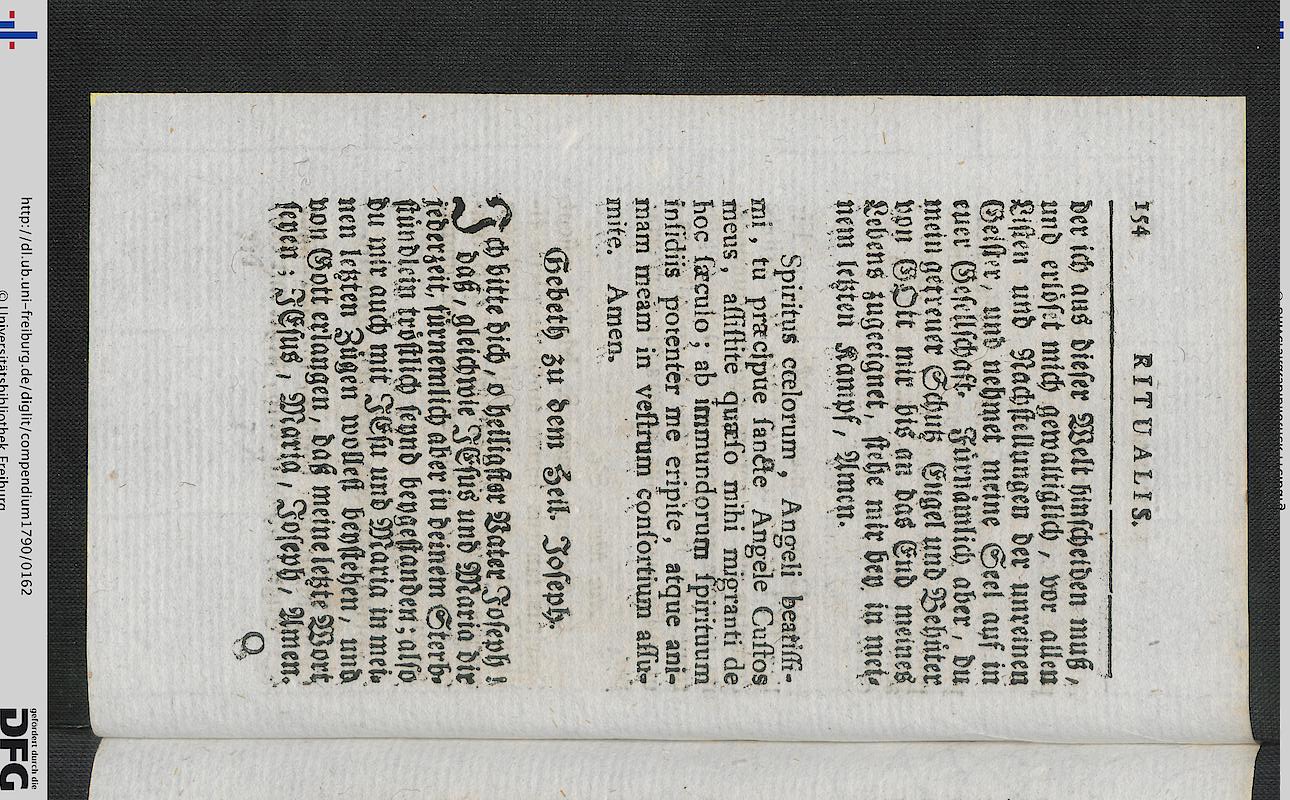 154 RITUALIS.
der ich aus dieser Welt hinscheiden muß,
und erlös't mich gewaltiglich, vor allen
Listen und Nachstellungen der unreinen
Geister, und nehmet meine Seel auf in
euer Gesellschaft. Fürnämlich aber, du
mein getreuer Schutz Engel und Behüter
von GOtt mir bis an das End meines
Lebens zugeeignet, stehe mir bey in mei-
nem letzten Kampf, Amen.
Spiritus cœlorum, Angeli beatissi-
mi, tu præcipue sancte Angele Custos
meus, assistite quæso mihi migranti de
hoc sæculo; ab immundorum spirituum
insidiis potenter me eripite, atque ani-
mam meam in vestrum consortium assu-
mite. Amen.
Gebeth zu dem Heil. Joseph.
Ich bitte dich, o heiligster Vater Joseph!
daß, gleichwie JEsus und Maria dir
jederzeit, fürnemlich aber in deinem Sterb-
stündlein tröstlich seynd beygestanden; also
du mir auch mit JEsu und Maria in mei-
nen letzten Zügen wollest beystehen, und
von Gott erlangen, daß meine letzte Wort
seyen: JEsus, Maria, Joseph, Amen.
O
http://dl.ub.uni-freiburg.de/diglit/compendium1790/0162
© Universitätsbibliothek Freiburg
gefördert durch die
DFG